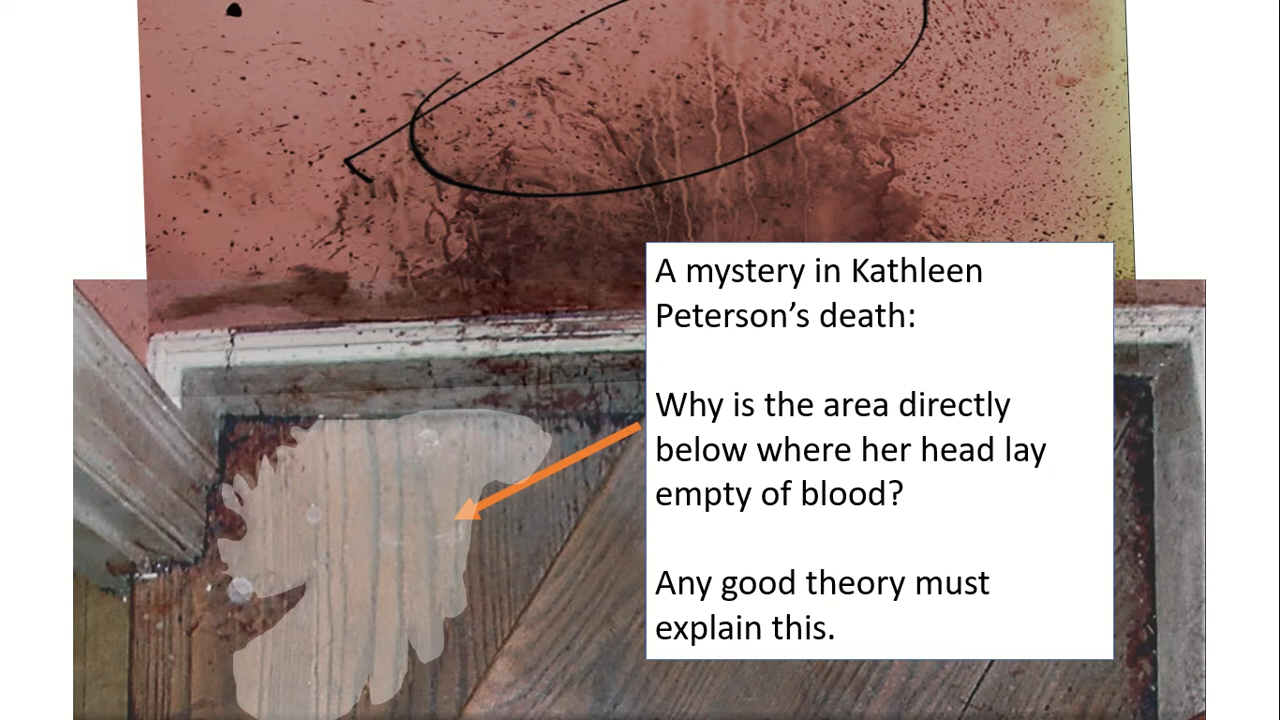 A mystery in Kathleen
Peterson’s death:
Why is the area directly
below where her head lay
empty of blood?
Any good theory must
explain this.